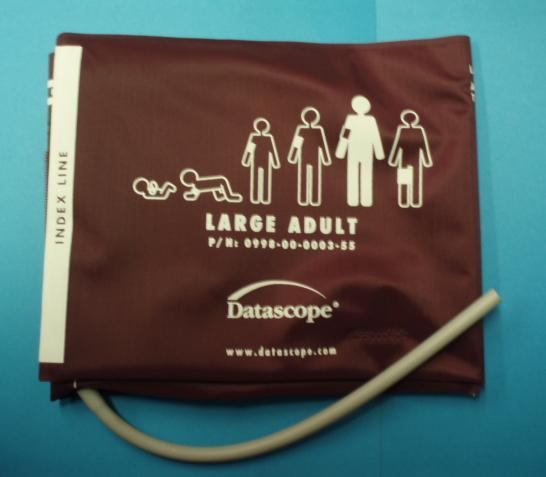 INDEX LINE
LARGE ADULT
P/N: 0998-00-0003-55
Datascope®
www.datascope.com